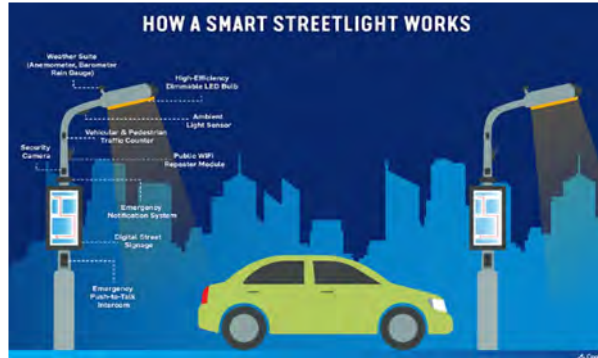 HOW A SMART STREETLIGHT WORKS
Weather Suite
(Anemometer, Barometer
Rain Gauge)
High-Efficiency
Dimmable LED Bulb
Ambient
Light Sensor
Vehicular & Pedestrian
Traffic Counter
Security
Camera
Public WiFi
Repeater Module
Emergency
Notification System
Digital Street
Signage
Emergency
Push-to-Talk
Intercom